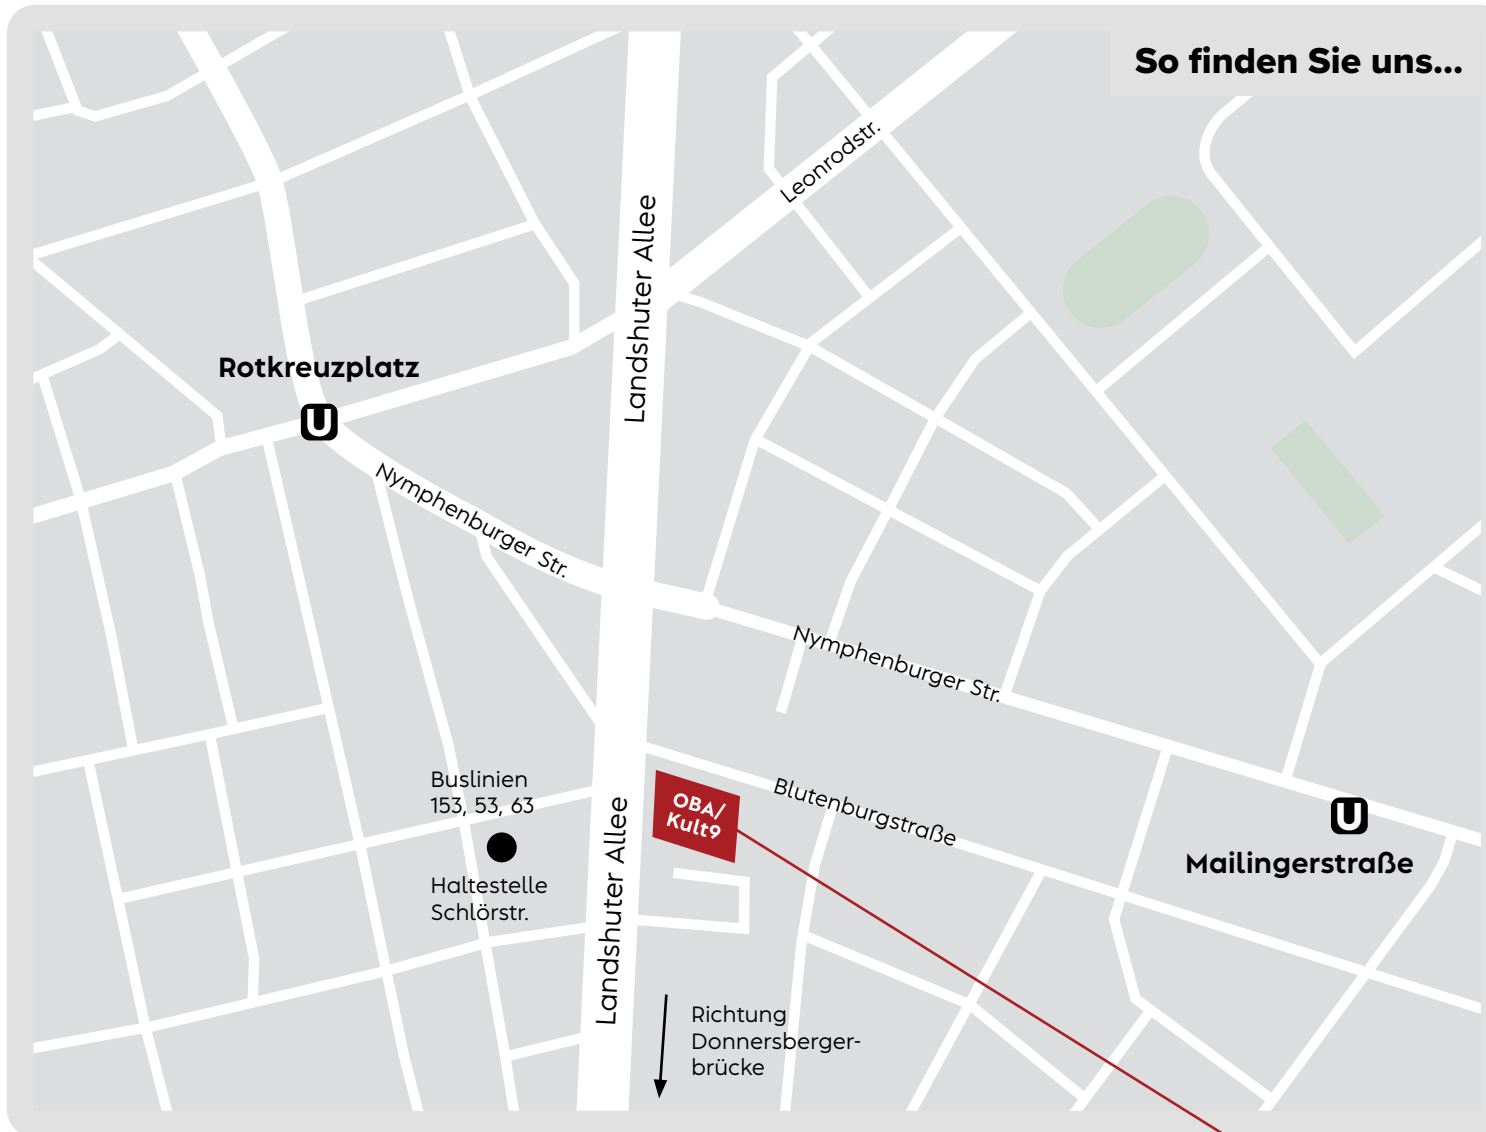 So finden Sie uns...
Leonrodstr.
Landshuter Allee
Rotkreuzplatz
U
Nymphenburger Str.
Nymphenburger Str.
Buslinien
153, 53, 63
OBA/
Kult9
Blutenburgstraße
U
Mailingerstraße
Haltestelle
Schlörstr.
Landshuter Allee
Richtung
Donnersberger-
brücke